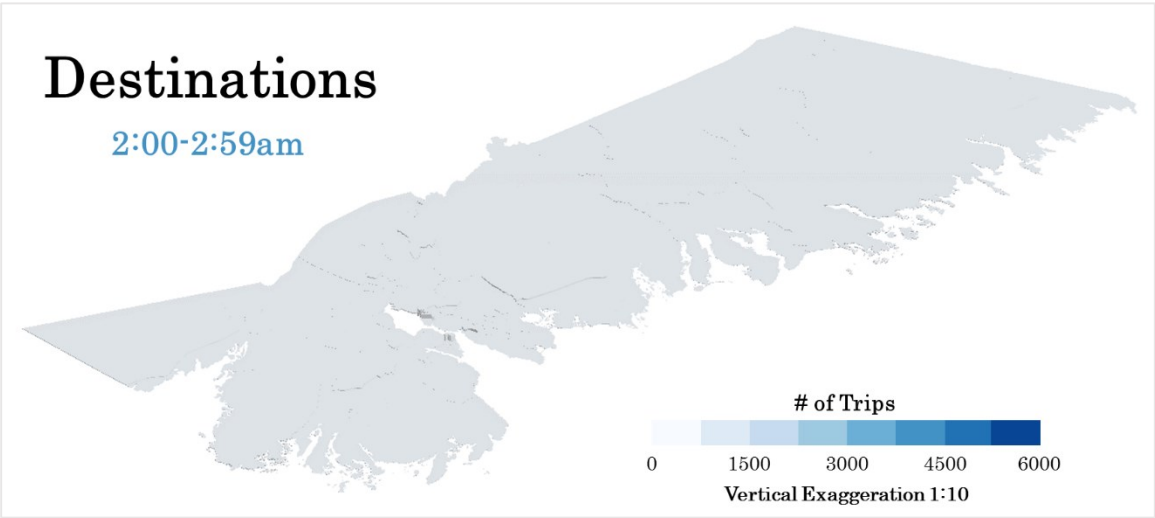 Destinations
2:00-2:59am
# of Trips
0 1500 3000 4500 6000
Vertical Exaggeration 1:10